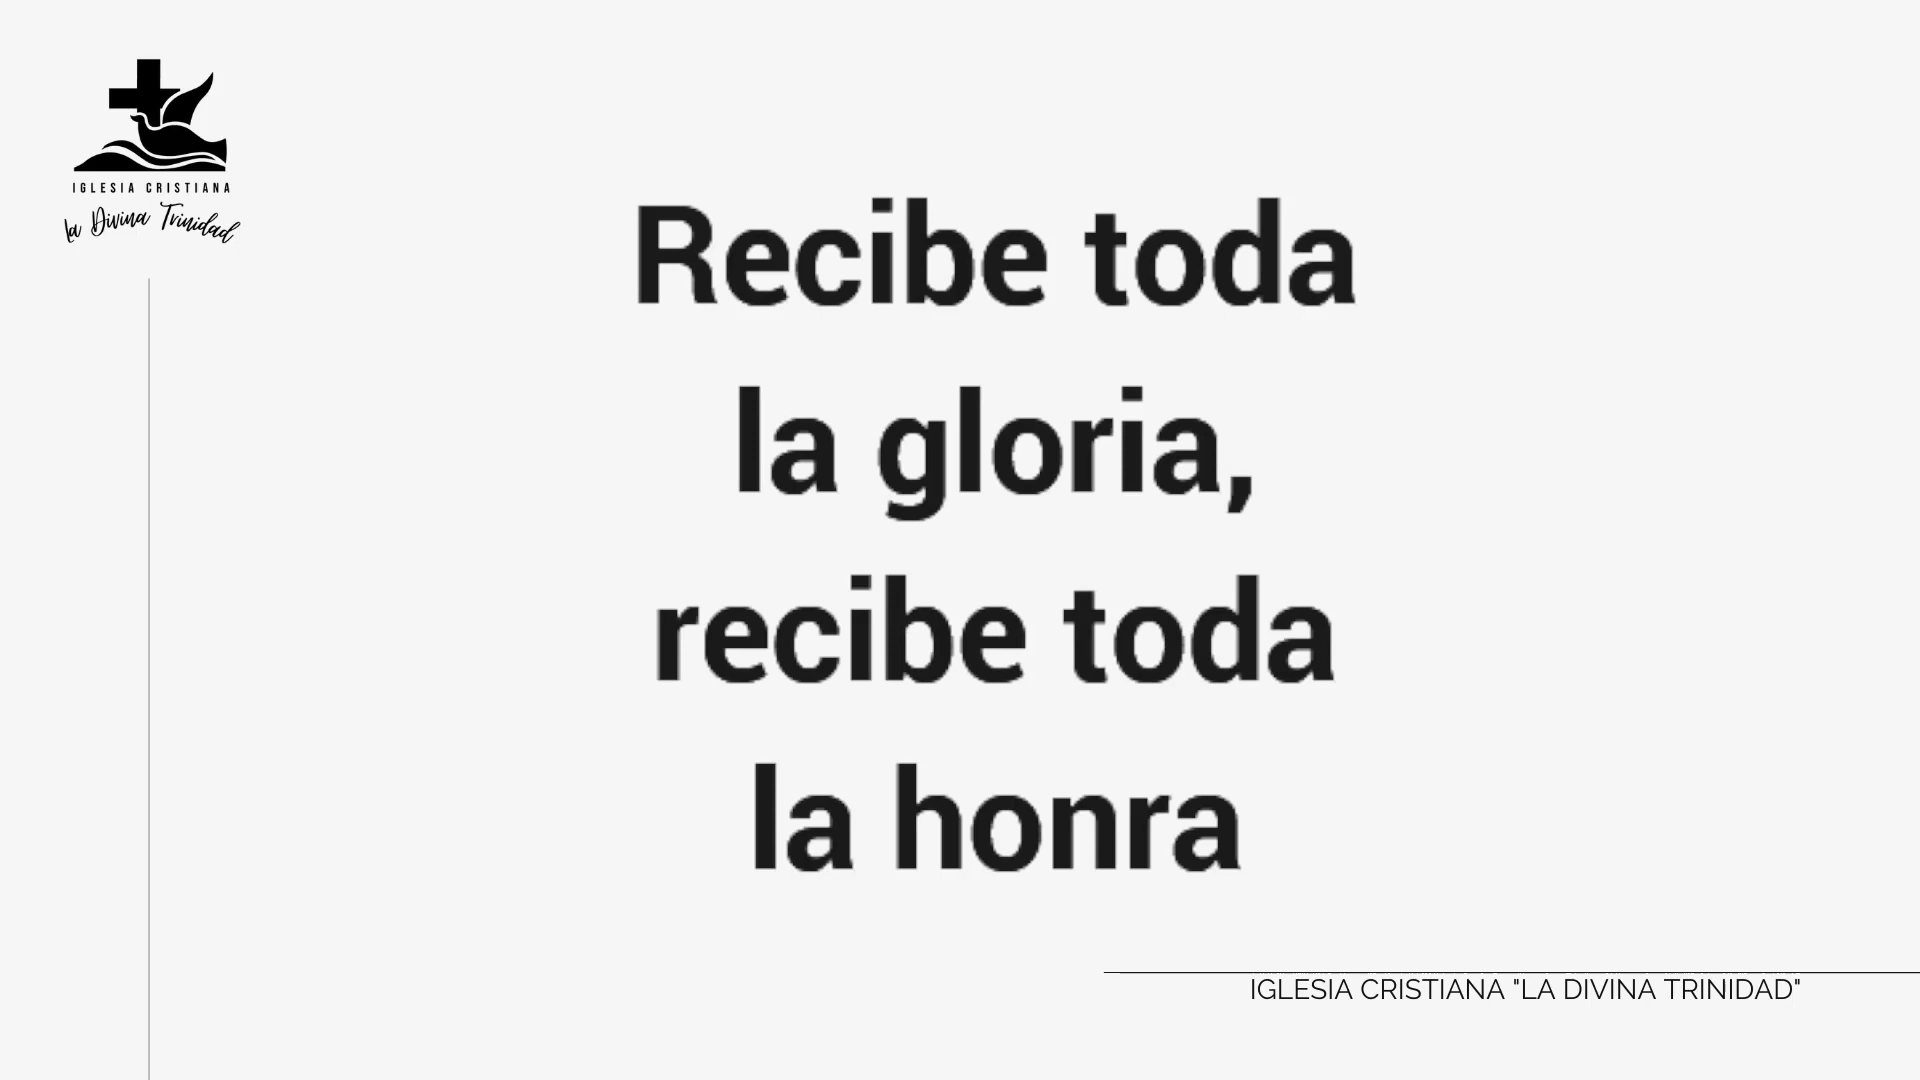 IGLESIA CRISTIANA
La Divina Trinidad
Recibe toda
la gloria,
recibe toda
la honra
IGLESIA CRISTIANA "LA DIVINA TRINIDAD"